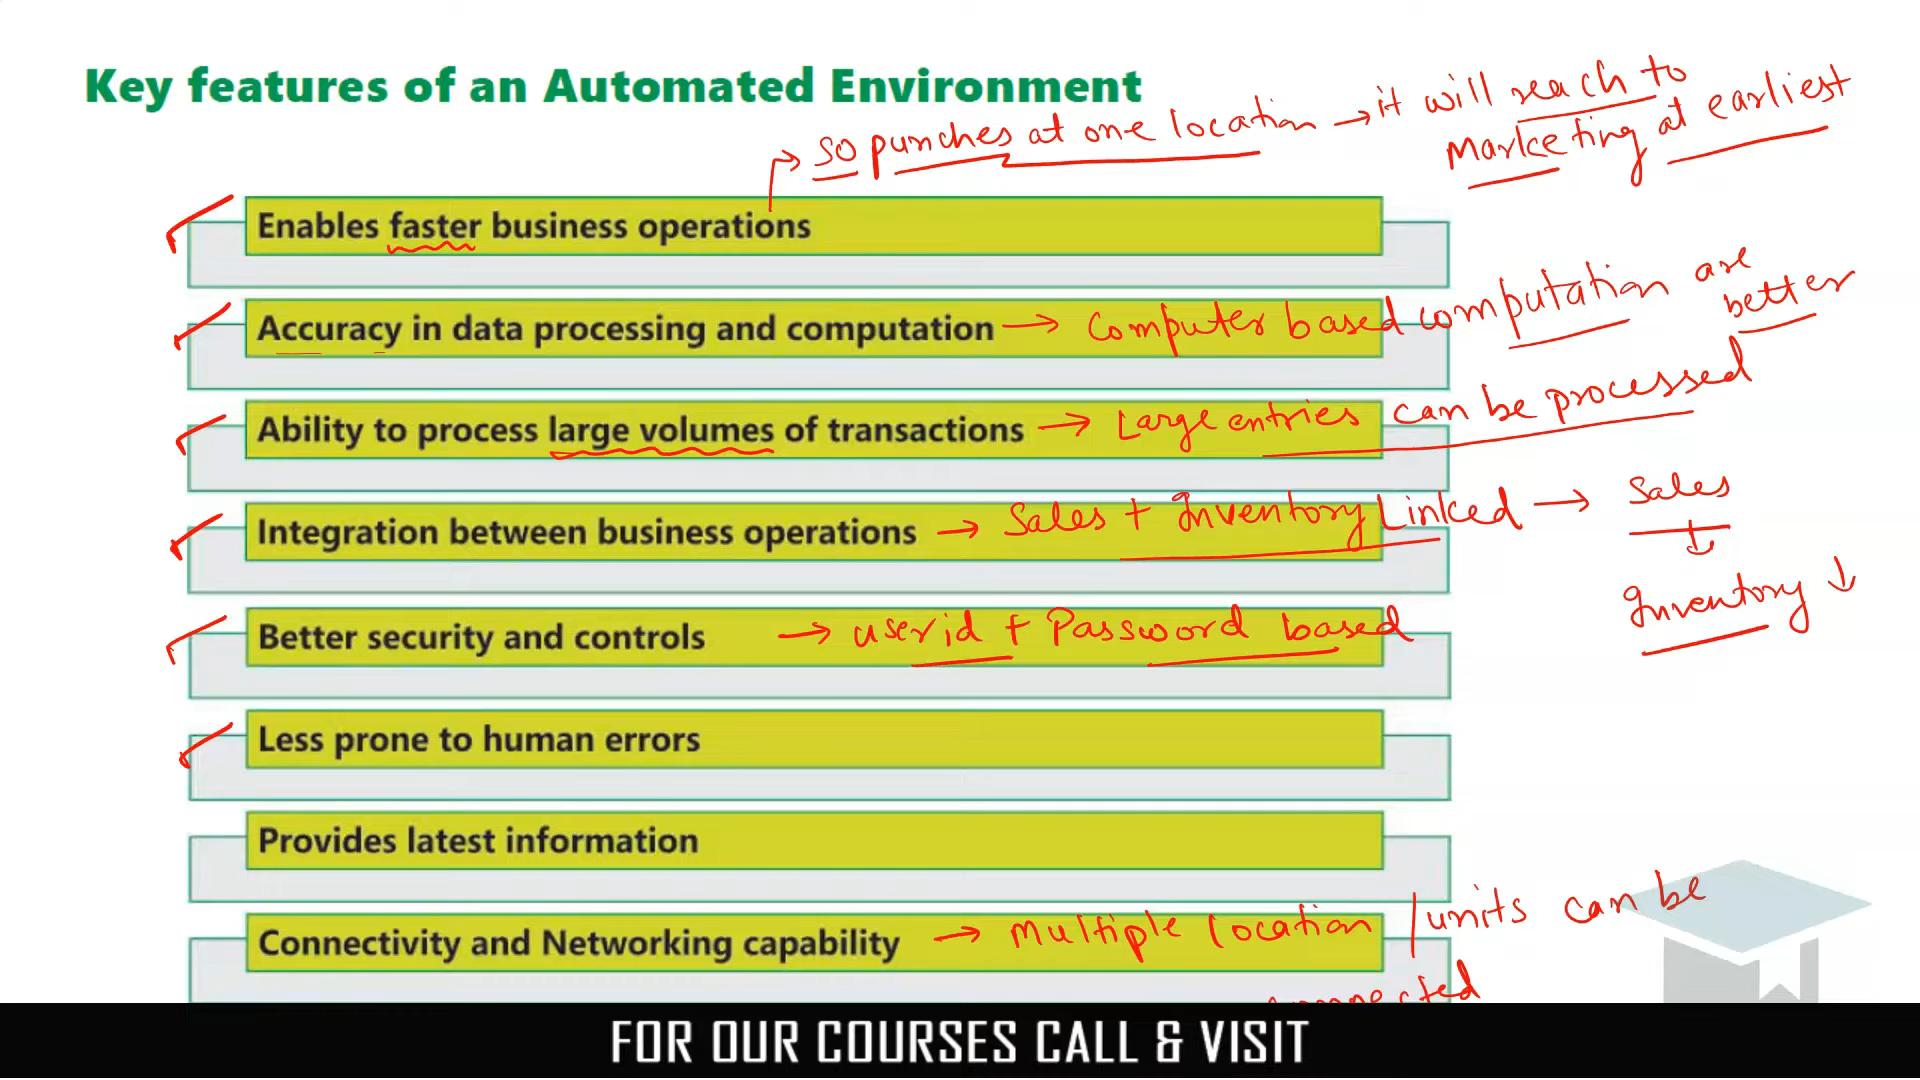 Key features of an Automated Environment
so punches at one location → it will reach to
Marketing at earliest
Enables faster business operations
Accuracy in data processing and computation → Computer based computation are
better
Ability to process large volumes of transactions → Large entries can be processed
Integration between business operations → Sales + Inventory Linked → Sales
↓
Inventory ↓
Better security and controls → user id + Password based
Less prone to human errors
Provides latest information
Connectivity and Networking capability → Multiple location / units can be
FOR OUR COURSES CALL & VISIT